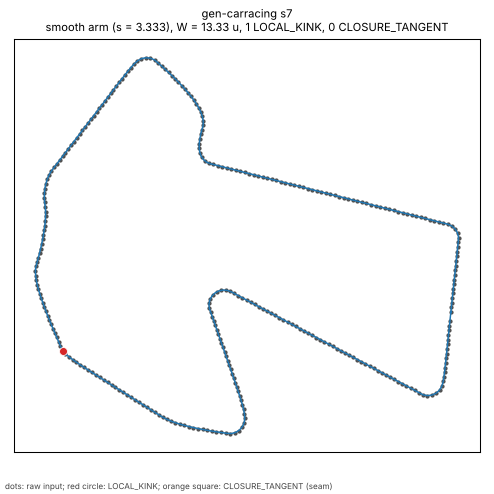 gen-carracing s7
smooth arm (s = 3.333), W = 13.33 u, 1 LOCAL_KINK, 0 CLOSURE_TANGENT
dots: raw input; red circle: LOCAL_KINK; orange square: CLOSURE_TANGENT (seam)